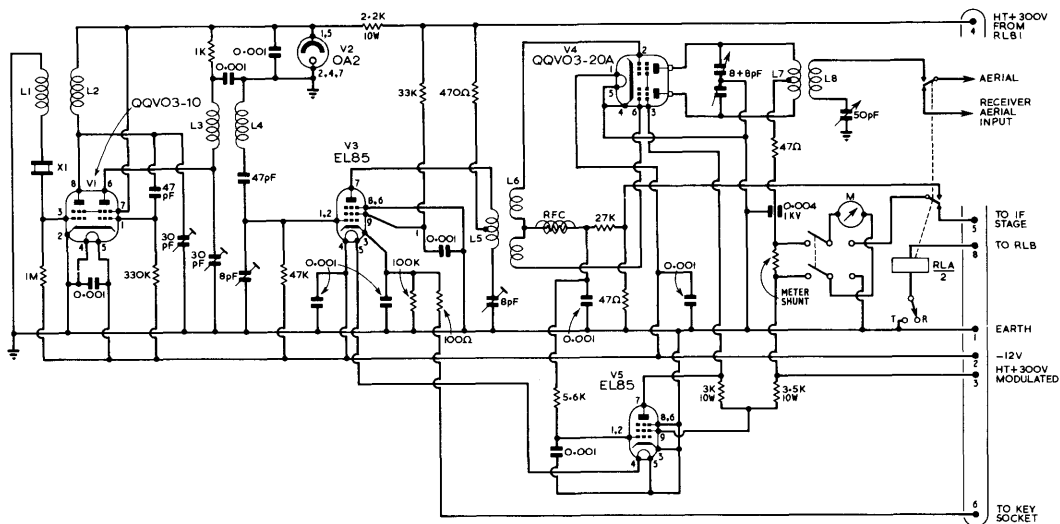 2·2K
10W
HT+300V
FROM
RLB1
4
1K
0·001
1,5
V2
OA2
2,4,7
0·001
V4
QQVO3-20A
2
1
5
4
6
3
8+8pF
L7
L8
AERIAL
RECEIVER
AERIAL
INPUT
50pF
L1
L2
QQVO3-10
L3
L4
33K
470Ω
X1
8
6
V1
3
7
1
2
5
47
pF
30
pF
30
pF
47pF
8pF
V3
EL85
7
8,6
9
1,2
4
5
3
1
0·001
L5
L6
RFC
27K
47Ω
0·004
1KV
M
TO IF
STAGE
5
TO RLB
8
1M
0·001
330K
47K
0·001
100K
100Ω
8pF
0·001
47Ω
0·001
METER
SHUNT
RLA
2
T
R
EARTH
1
-12V
2
HT+300V
MODULATED
3
5·6K
V5
EL85
7
8,6
9
1,2
3
4
5
0·001
3K
10W
3·5K
10W
6
TO KEY
SOCKET